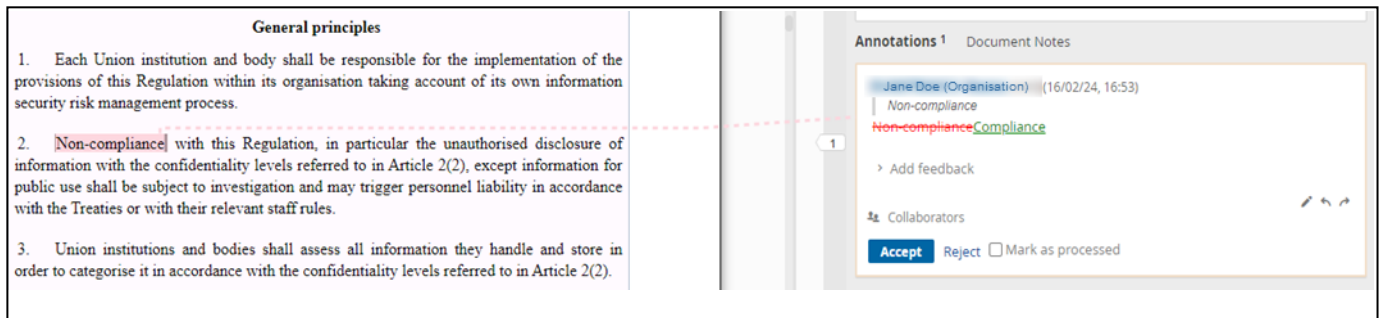 General principles
1. Each Union institution and body shall be responsible for the implementation of the
provisions of this Regulation within its organisation taking account of its own information
security risk management process.
2. Non-compliance with this Regulation, in particular the unauthorised disclosure of
information with the confidentiality levels referred to in Article 2(2), except information for
public use shall be subject to investigation and may trigger personnel liability in accordance
with the Treaties or with their relevant staff rules.
3. Union institutions and bodies shall assess all information they handle and store in
order to categorise it in accordance with the confidentiality levels referred to in Article 2(2).
1
Annotations 1 Document Notes
Jane Doe (Organisation) (16/02/24, 16:53)
Non-compliance
Non-complianceCompliance
> Add feedback
Collaborators
Accept Reject Mark as processed